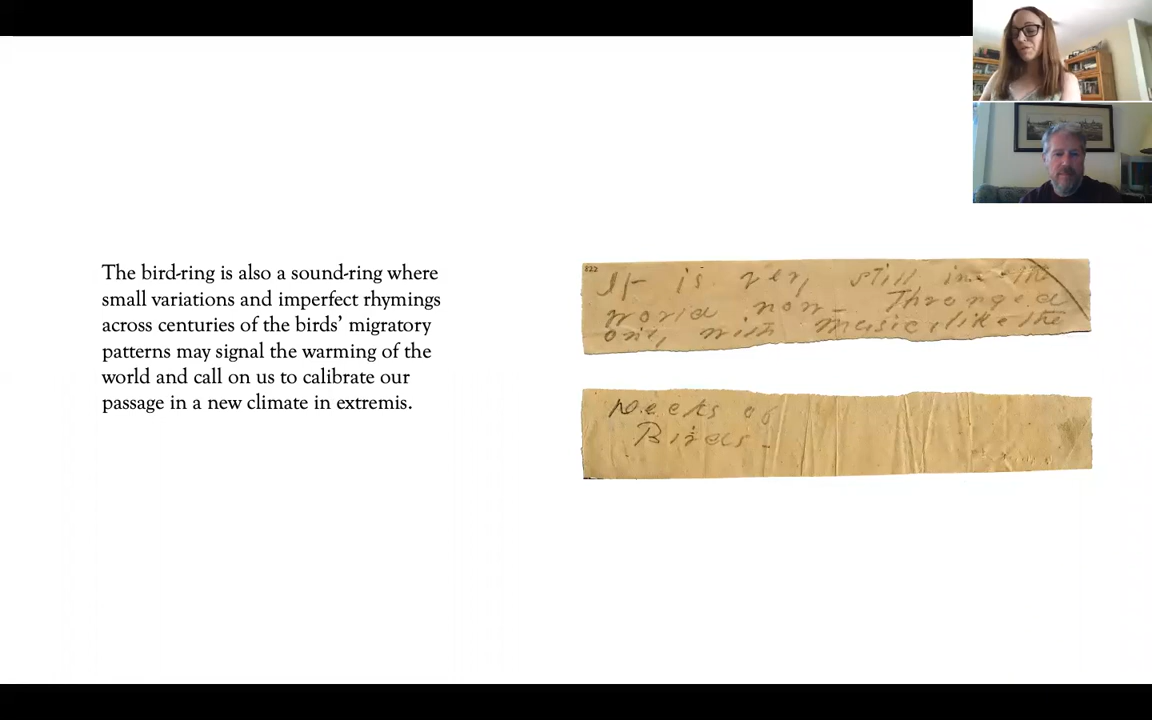 The bird-ring is also a sound-ring where
small variations and imperfect rhymings
across centuries of the birds’ migratory
patterns may signal the warming of the
world and call on us to calibrate our
passage in a new climate in extremis.
822
It is very still in the
world now - Thronged
only with Music, like the
Decks of
Birds -